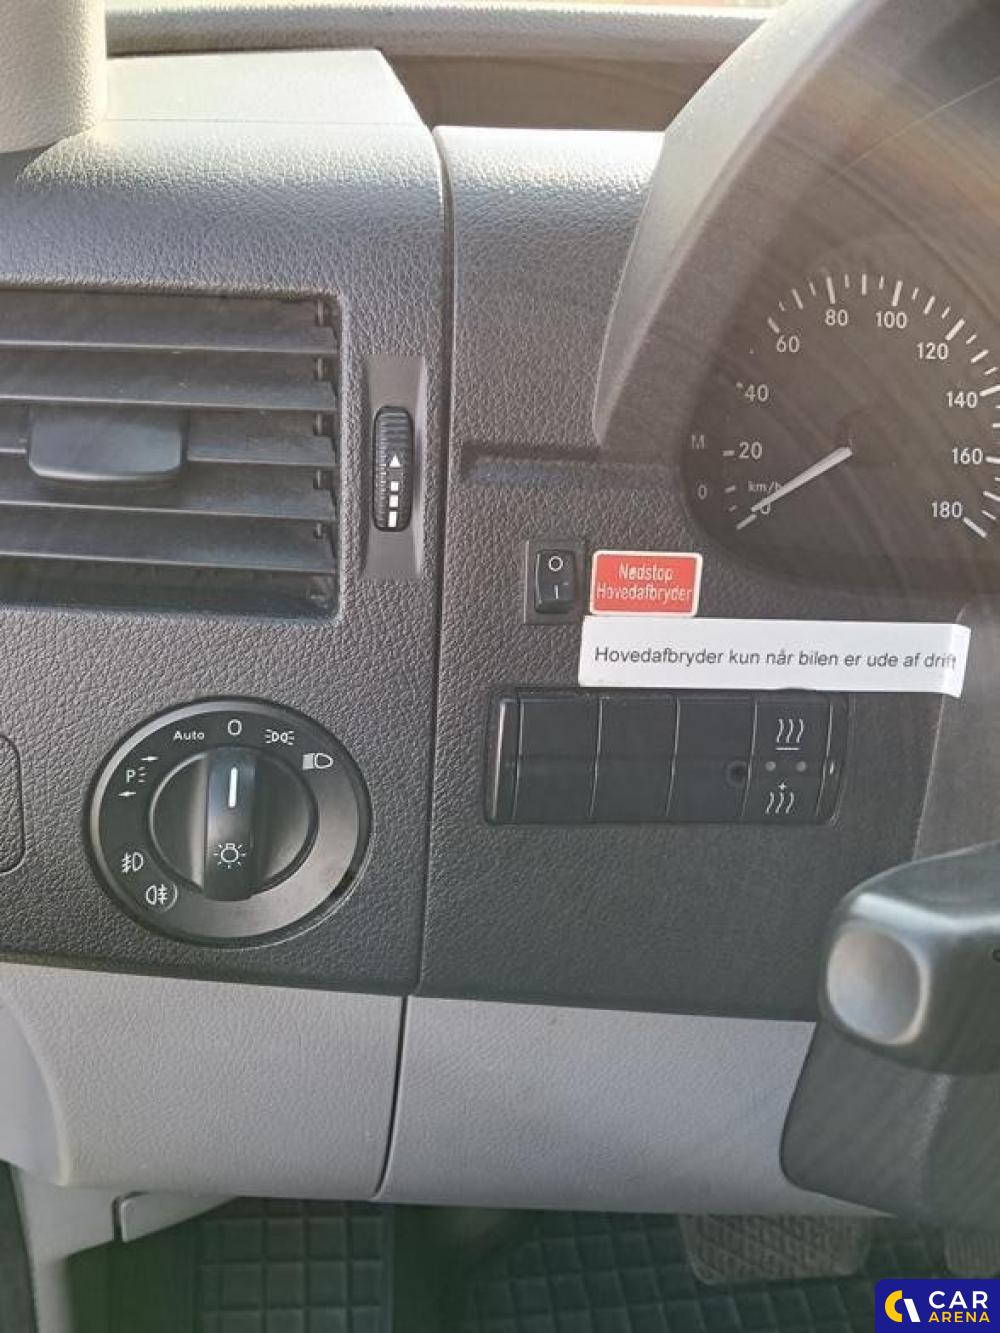 80
100
60
120
40
140
M
20
160
km/h
0
0
180
O
I
Nødstop
Hovedafbryder
Hovedafbryder kun når bilen er ude af drift
Auto
O
P
CAR
ARENA